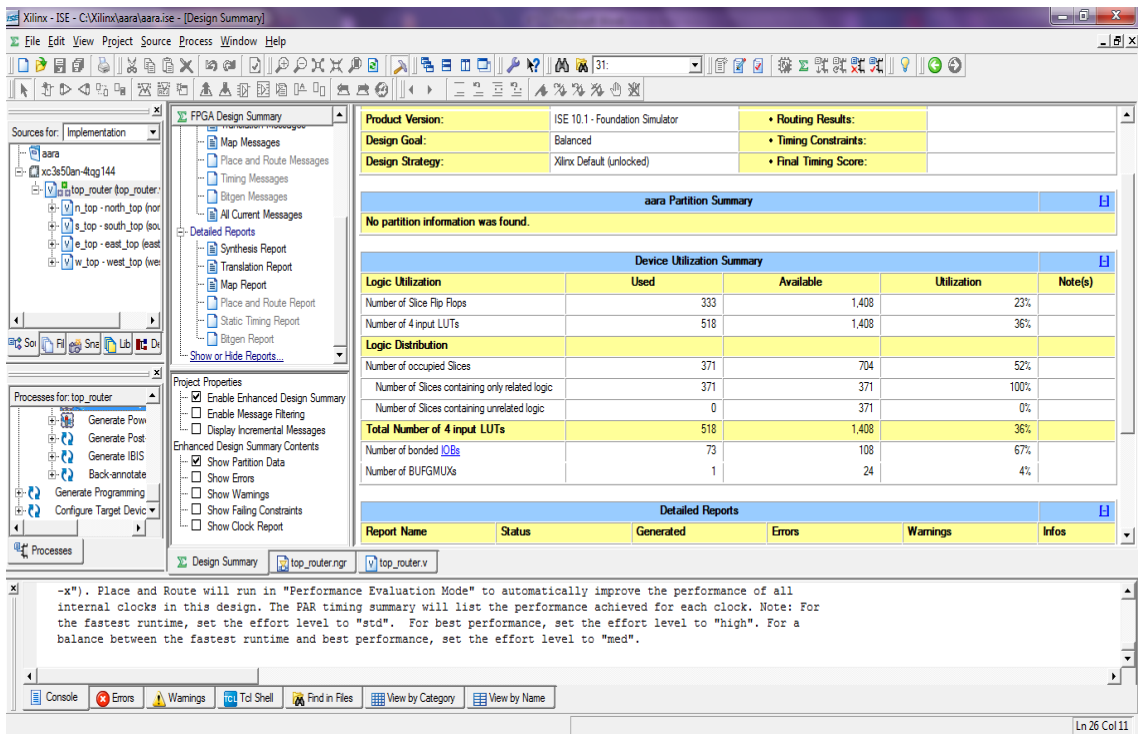 Xilinx - ISE - C:\Xilinx\aara\aara.ise - [Design Summary]
File Edit View Project Source Process Window Help
31:
Sources for: Implementation
aara
xc3s50an-4tqg144
top_router (top_router.
n_top - north_top (nor
s_top - south_top (sou
e_top - east_top (east
w_top - west_top (wes
Sou Fil Sna Lib De
Processes for: top_router
Generate Pow
Generate Post
Generate IBIS
Back-annotate
Generate Programming
Configure Target Devic
Processes
FPGA Design Summary
Translation Messages
Map Messages
Place and Route Messages
Timing Messages
Bitgen Messages
All Current Messages
Detailed Reports
Synthesis Report
Translation Report
Map Report
Place and Route Report
Static Timing Report
Bitgen Report
Show or Hide Reports...
Project Properties
Enable Enhanced Design Summary
Enable Message Filtering
Display Incremental Messages
Enhanced Design Summary Contents
Show Partition Data
Show Errors
Show Warnings
Show Failing Constraints
Show Clock Report
Product Version: ISE 10.1 - Foundation Simulator • Routing Results:
Design Goal: Balanced • Timing Constraints:
Design Strategy: Xilinx Default (unlocked) • Final Timing Score:
aara Partition Summary [-]
No partition information was found.
Device Utilization Summary [-]
Logic Utilization Used Available Utilization Note(s)
Number of Slice Flip Flops 333 1,408 23%
Number of 4 input LUTs 518 1,408 36%
Logic Distribution
Number of occupied Slices 371 704 52%
Number of Slices containing only related logic 371 371 100%
Number of Slices containing unrelated logic 0 371 0%
Total Number of 4 input LUTs 518 1,408 36%
Number of bonded IOBs 73 108 67%
Number of BUFGMUXs 1 24 4%
Detailed Reports [-]
Report Name Status Generated Errors Warnings Infos
Design Summary top_router.ngr top_router.v
-x"). Place and Route will run in "Performance Evaluation Mode" to automatically improve the performance of all
internal clocks in this design. The PAR timing summary will list the performance achieved for each clock. Note: For
the fastest runtime, set the effort level to "std". For best performance, set the effort level to "high". For a
balance between the fastest runtime and best performance, set the effort level to "med".
Console Errors Warnings Tcl Shell Find in Files View by Category View by Name
Ln 26 Col 11